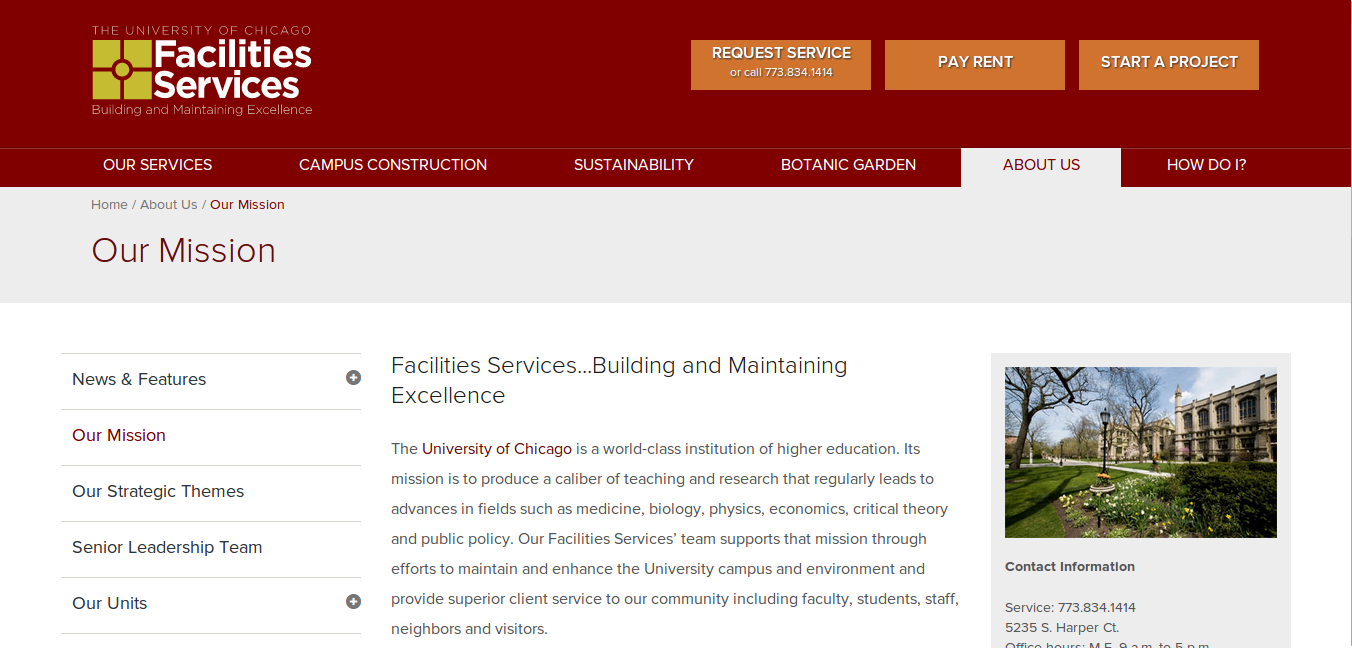 THE UNIVERSITY OF CHICAGO
Facilities
Services
Building and Maintaining Excellence
REQUEST SERVICE
or call 773.834.1414
PAY RENT
START A PROJECT
OUR SERVICES
CAMPUS CONSTRUCTION
SUSTAINABILITY
BOTANIC GARDEN
ABOUT US
HOW DO I?
Home / About Us / Our Mission
Our Mission
News & Features
Our Mission
Our Strategic Themes
Senior Leadership Team
Our Units
Facilities Services...Building and Maintaining
Excellence
The University of Chicago is a world-class institution of higher education. Its
mission is to produce a caliber of teaching and research that regularly leads to
advances in fields such as medicine, biology, physics, economics, critical theory
and public policy. Our Facilities Services’ team supports that mission through
efforts to maintain and enhance the University campus and environment and
provide superior client service to our community including faculty, students, staff,
neighbors and visitors.
Contact Information
Service: 773.834.1414
5235 S. Harper Ct.
Office hours: M-F, 9 a.m. to 5 p.m.